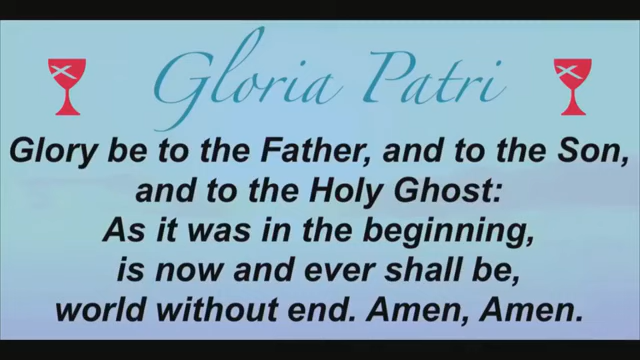 Gloria Patri
Glory be to the Father, and to the Son,
and to the Holy Ghost:
As it was in the beginning,
is now and ever shall be,
world without end. Amen, Amen.